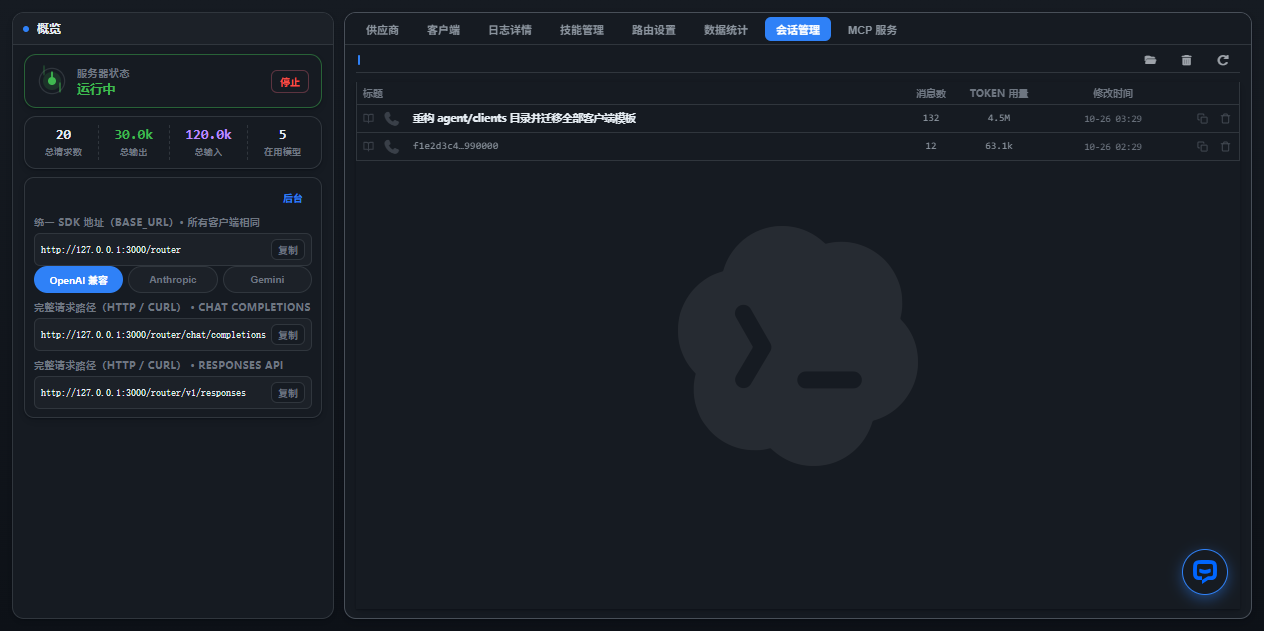 概览
服务器状态
运行中
停止
20 30.0k 120.0k 5
总请求数 总输出 总输入 在用模型
后台
统一 SDK 地址（BASE_URL）• 所有客户端相同
http://127.0.0.1:3000/router 复制
OpenAI 兼容 Anthropic Gemini
完整请求路径（HTTP / CURL） • CHAT COMPLETIONS
http://127.0.0.1:3000/router/chat/completions 复制
完整请求路径（HTTP / CURL） • RESPONSES API
http://127.0.0.1:3000/router/v1/responses 复制
供应商 客户端 日志详情 技能管理 路由设置 数据统计 会话管理 MCP 服务
标题 消息数 TOKEN 用量 修改时间
重构 agent/clients 目录并迁移全部客户端模板 132 4.5M 10-26 03:29
f1e2d3c4…990000 12 63.1k 10-26 02:29